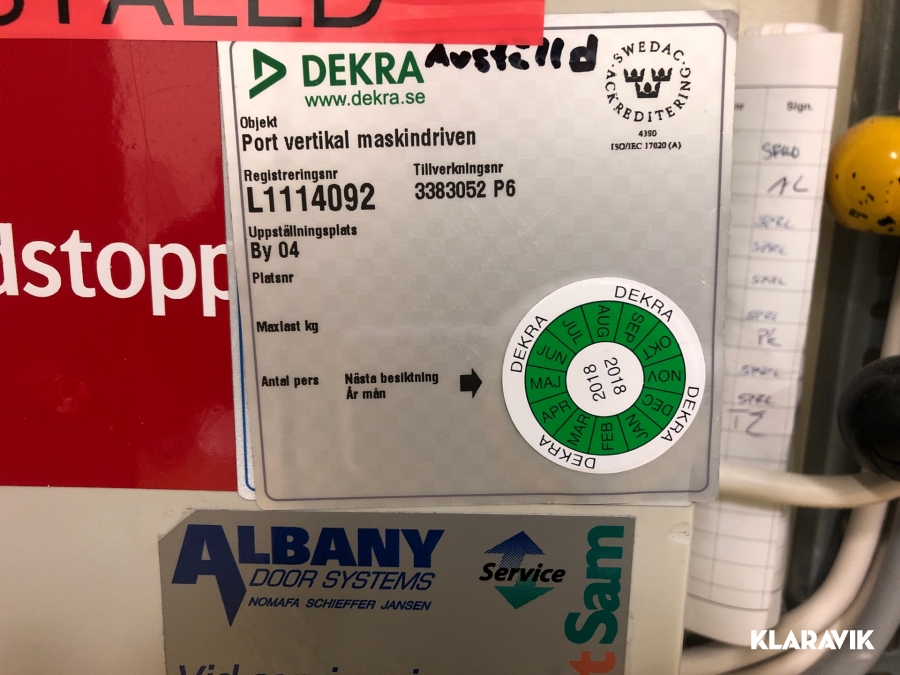 TALLD
DEKRA Avställd
www.dekra.se
SWEDAC ACKREDITERING
4390
ISO/IEC 17020 (A)
Objekt
Port vertikal maskindriven
Registreringsnr
L1114092
Tillverkningsnr
3383052 P6
Uppställningsplats
By 04
Platsnr
Maxlast kg
Antal pers
Nästa besiktning
År mån
DEKRA
DEKRA
DEKRA
DEKRA
JAN
FEB
MAR
APR
MAJ
JUN
JUL
AUG
SEP
OKT
NOV
DEC
2018
2018
dstopp
nr
Sign.
ALBANY
DOOR SYSTEMS
NOMAFA SCHIEFFER JANSEN
Service
t Sam
KLARAVIK